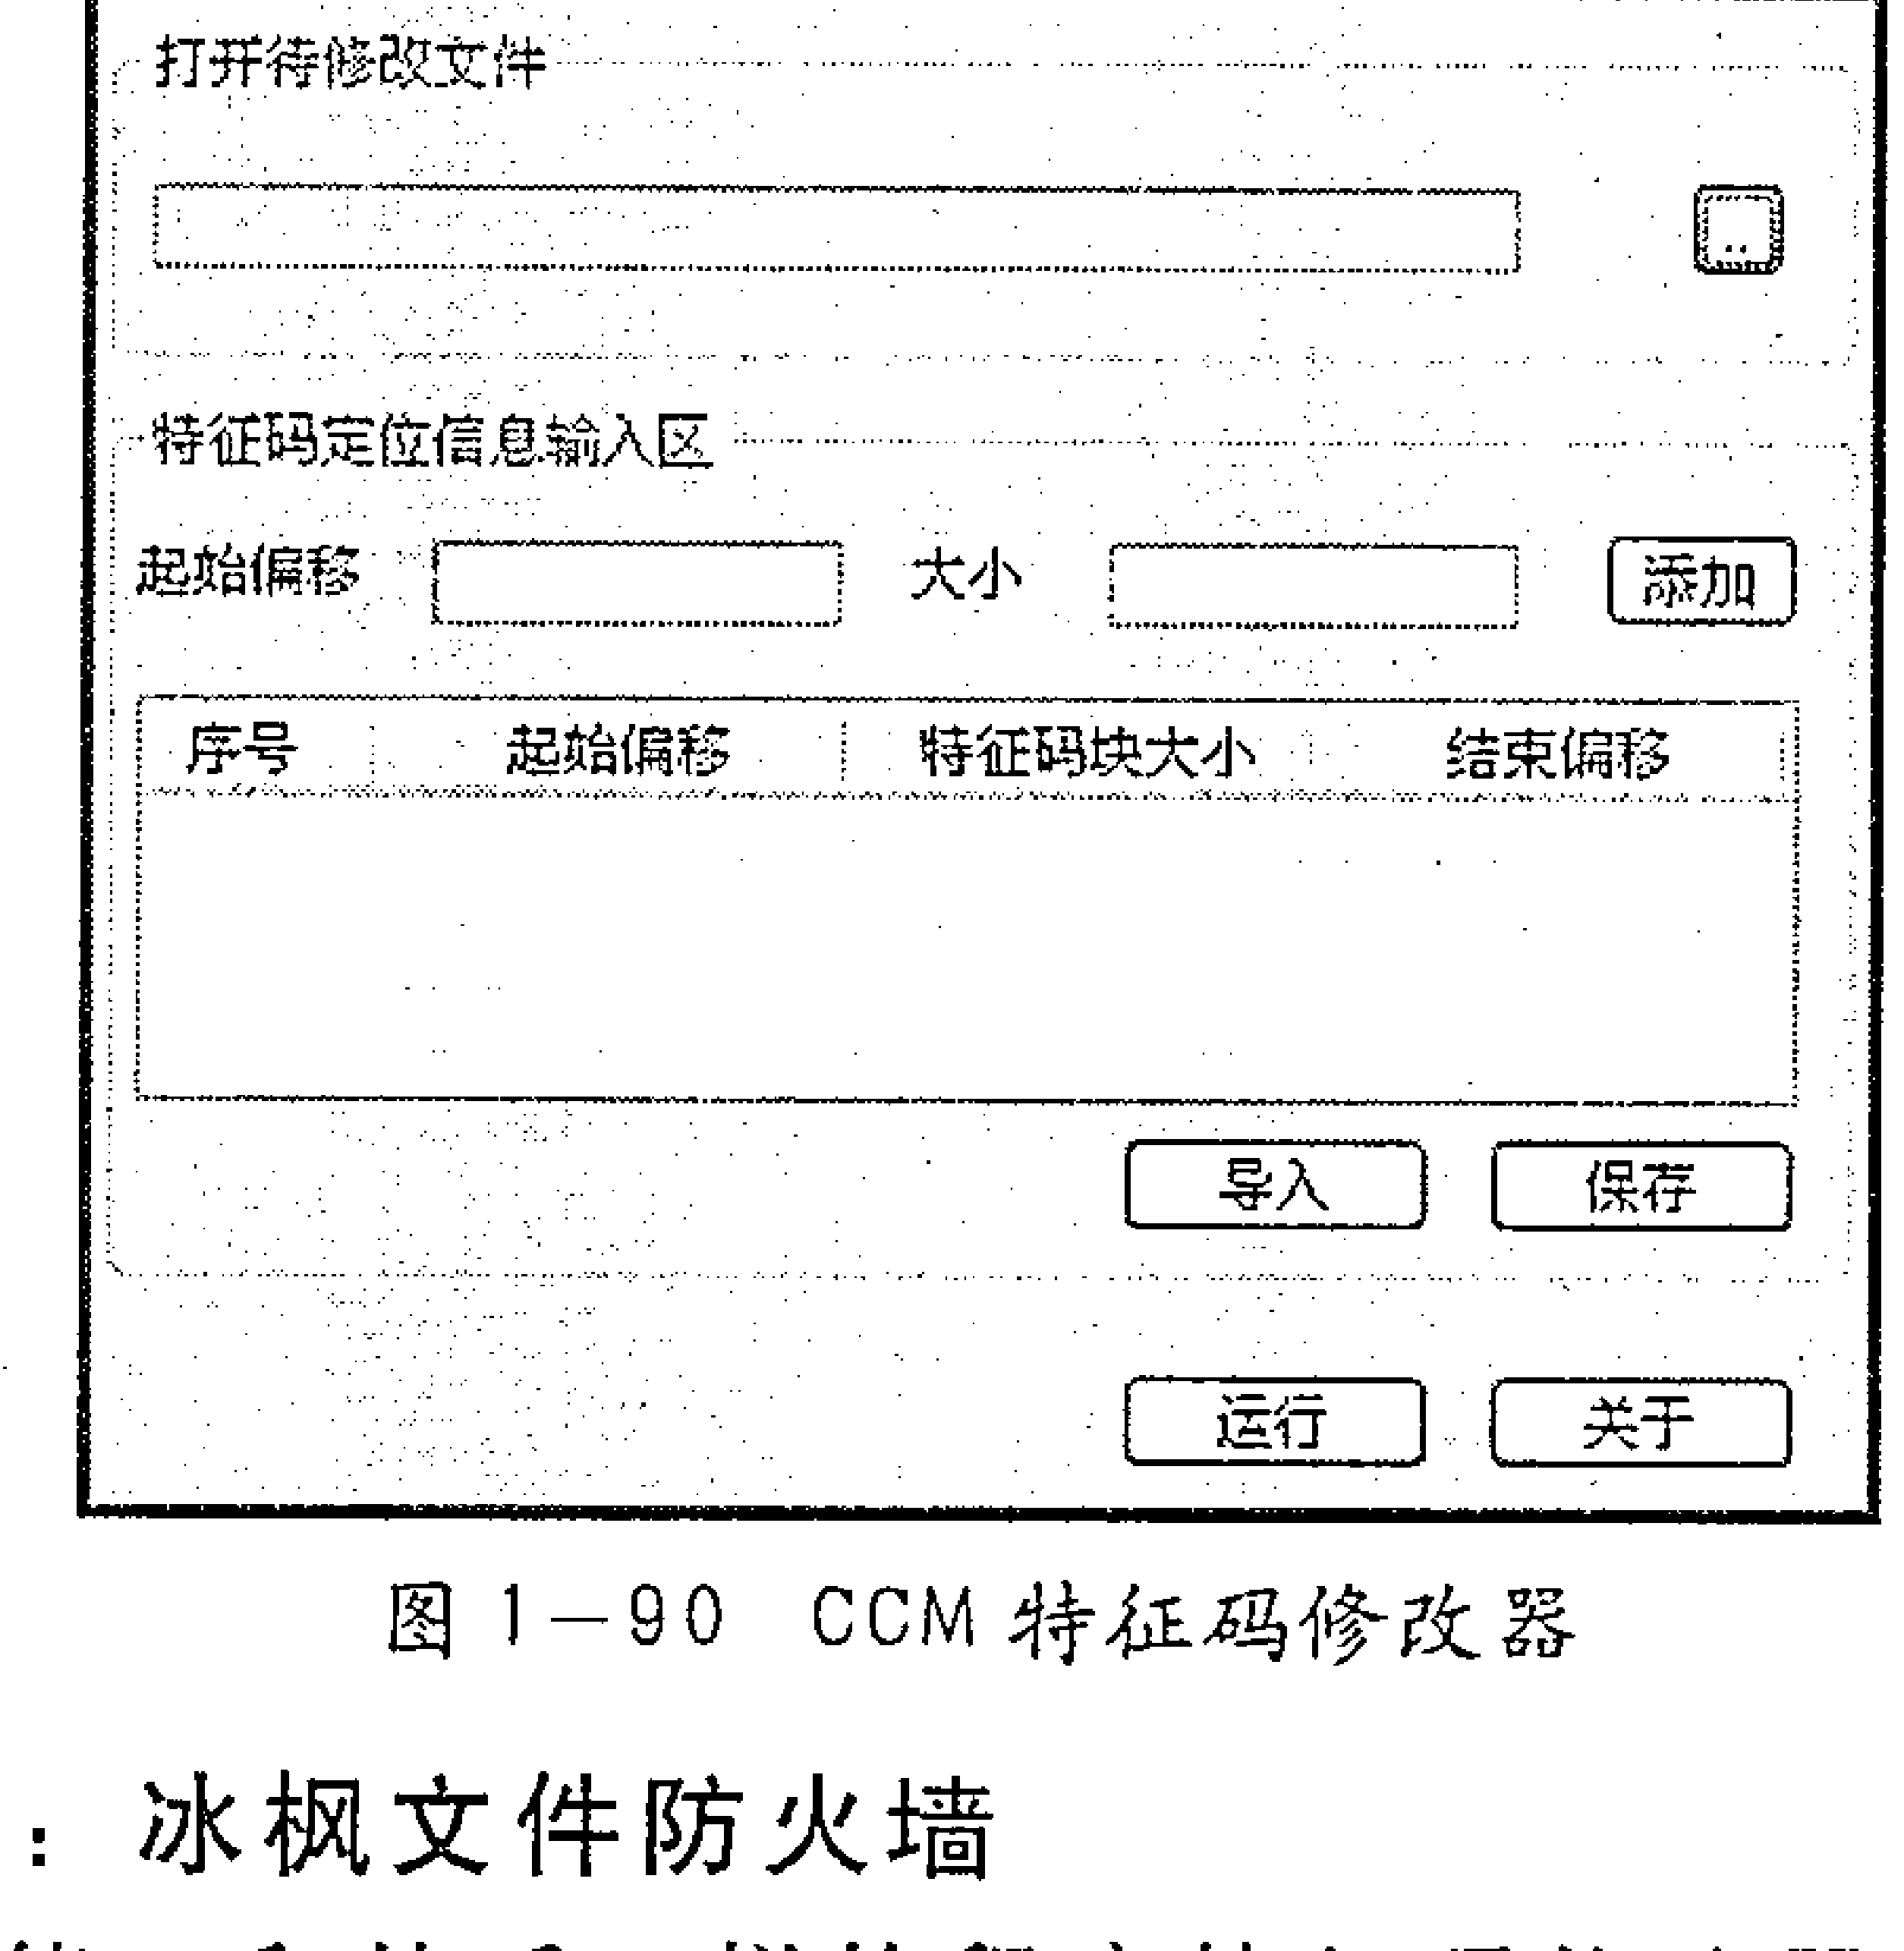 打开待修改文件
..
特征码定位信息输入区
起始偏移 大小 添加
序号 起始偏移 特征码块大小 结束偏移
导入 保存
运行 关于
图 1-90 CCM 特征码修改器
: 冰枫文件防火墙